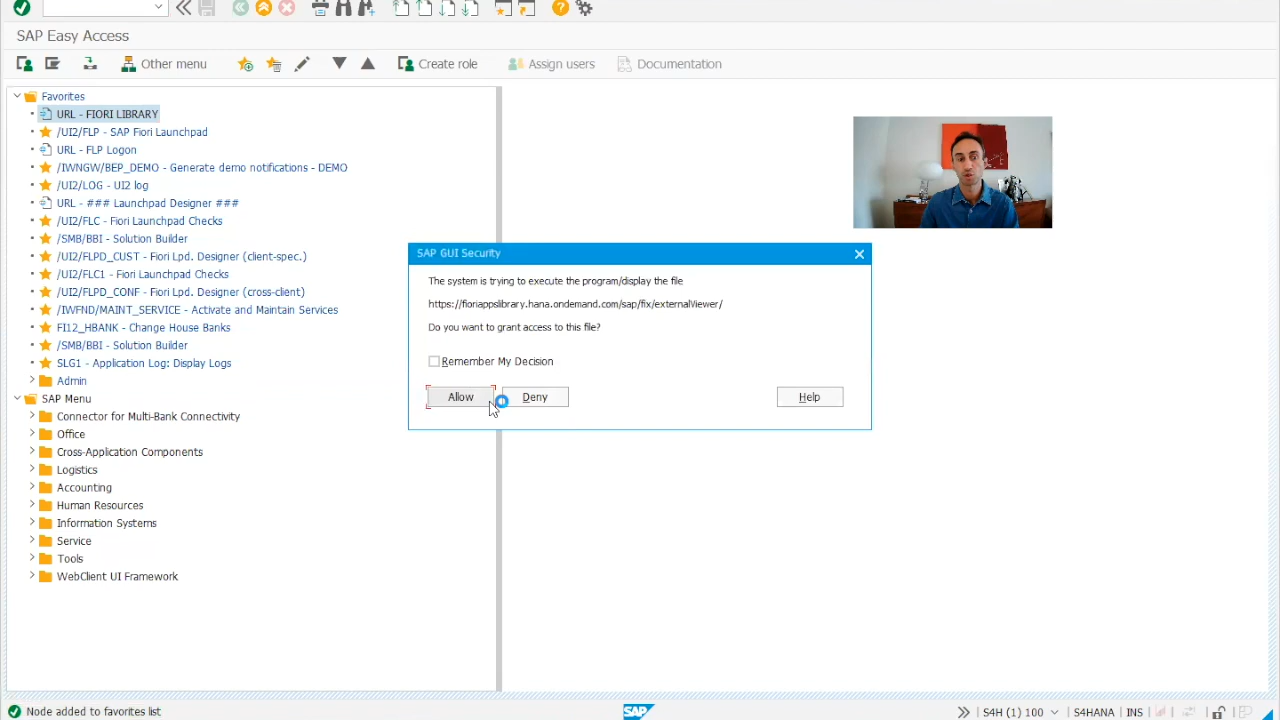 SAP Easy Access
Other menu
Create role
Assign users
Documentation
Favorites
URL - FIORI LIBRARY
/UI2/FLP - SAP Fiori Launchpad
URL - FLP Logon
/IWNGW/BEP_DEMO - Generate demo notifications - DEMO
/UI2/LOG - UI2 log
URL - ### Launchpad Designer ###
/UI2/FLC - Fiori Launchpad Checks
/SMB/BBI - Solution Builder
/UI2/FLPD_CUST - Fiori Lpd. Designer (client-spec.)
/UI2/FLC1 - Fiori Launchpad Checks
/UI2/FLPD_CONF - Fiori Lpd. Designer (cross-client)
/IWFND/MAINT_SERVICE - Activate and Maintain Services
FI12_HBANK - Change House Banks
/SMB/BBI - Solution Builder
SLG1 - Application Log: Display Logs
Admin
SAP Menu
Connector for Multi-Bank Connectivity
Office
Cross-Application Components
Logistics
Accounting
Human Resources
Information Systems
Service
Tools
WebClient UI Framework
SAP GUI Security
The system is trying to execute the program/display the file
https://fioriappslibrary.hana.ondemand.com/sap/fix/externalViewer/
Do you want to grant access to this file?
Remember My Decision
Allow
Deny
Help
Node added to favorites list
SAP
S4H (1) 100
S4HANA
INS